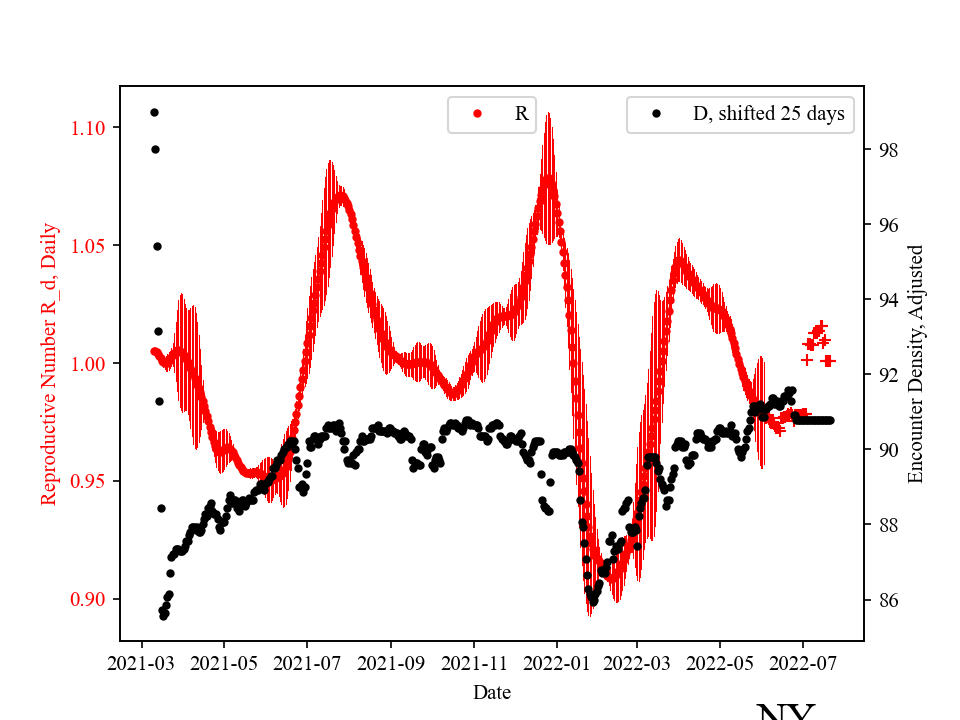 R
D, shifted 25 days
1.10
1.05
1.00
0.95
0.90
Reproductive Number R_d, Daily
98
96
94
92
90
88
86
Encounter Density, Adjusted
2021-03 2021-05 2021-07 2021-09 2021-11 2022-01 2022-03 2022-05 2022-07
Date
NY